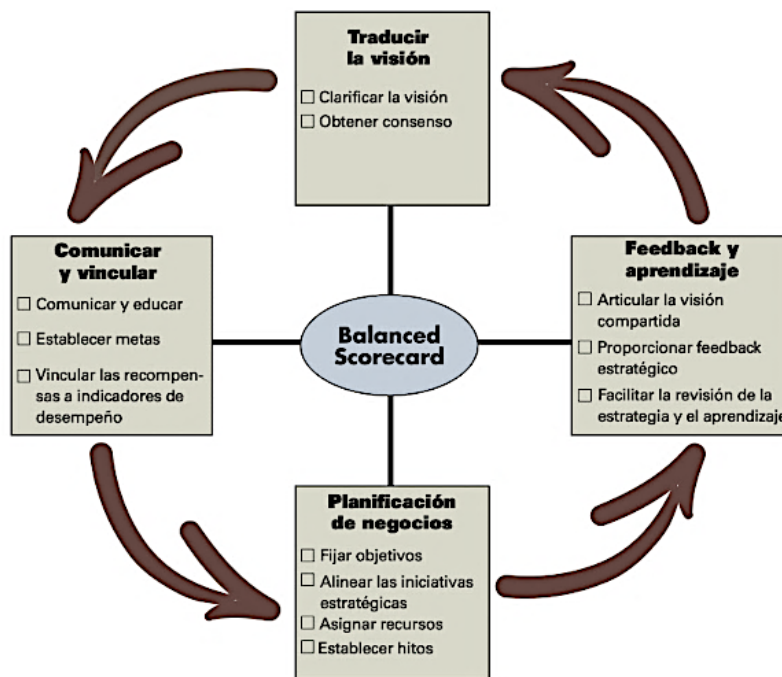 Traducir
la visión
☐ Clarificar la visión
☐ Obtener consenso
Comunicar
y vincular
☐ Comunicar y educar
☐ Establecer metas
☐ Vincular las recompen-
sas a indicadores de
desempeño
Balanced
Scorecard
Feedback y
aprendizaje
☐ Articular la visión
compartida
☐ Proporcionar feedback
estratégico
☐ Facilitar la revisión de la
estrategia y el aprendizaje
Planificación
de negocios
☐ Fijar objetivos
☐ Alinear las iniciativas
estratégicas
☐ Asignar recursos
☐ Establecer hitos